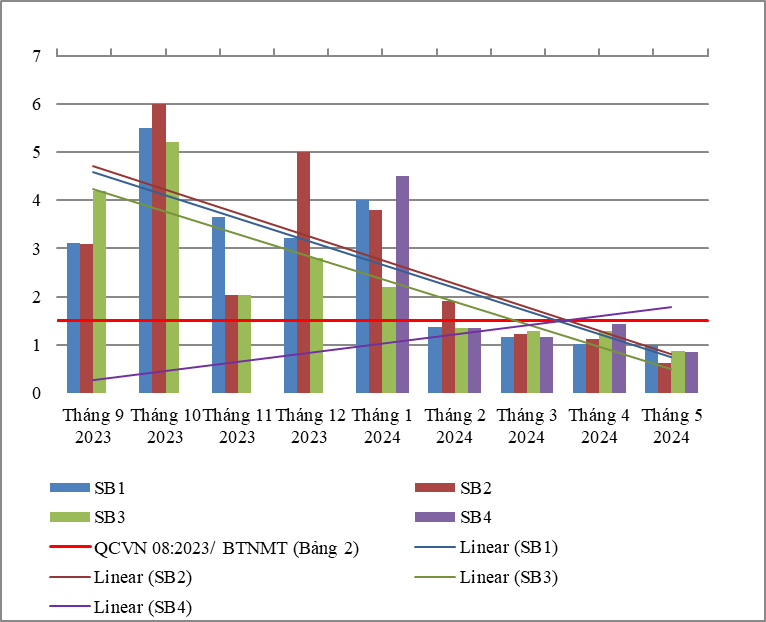 7
6
5
4
3
2
1
0
Tháng 9 Tháng 10 Tháng 11 Tháng 12 Tháng 1 Tháng 2 Tháng 3 Tháng 4 Tháng 5
2023 2023 2023 2023 2024 2024 2024 2024 2024
SB1 SB2
SB3 SB4
QCVN 08:2023/ BTNMT (Bảng 2) Linear (SB1)
Linear (SB2) Linear (SB3)
Linear (SB4)